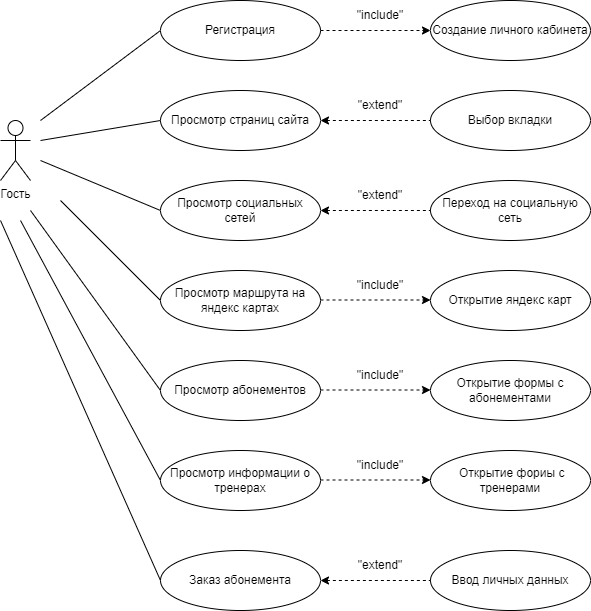 Регистрация
"include"
Создание личного кабинета
Просмотр страниц сайта
"extend"
Выбор вкладки
Гость
Просмотр социальных
сетей
"extend"
Переход на социальную
сеть
Просмотр маршрута на
яндекс картах
"include"
Открытие яндекс карт
Просмотр абонементов
"include"
Открытие формы с
абонементами
Просмотр информации о
тренерах
"include"
Открытие фориы с
тренерами
Заказ абонемента
"extend"
Ввод личных данных